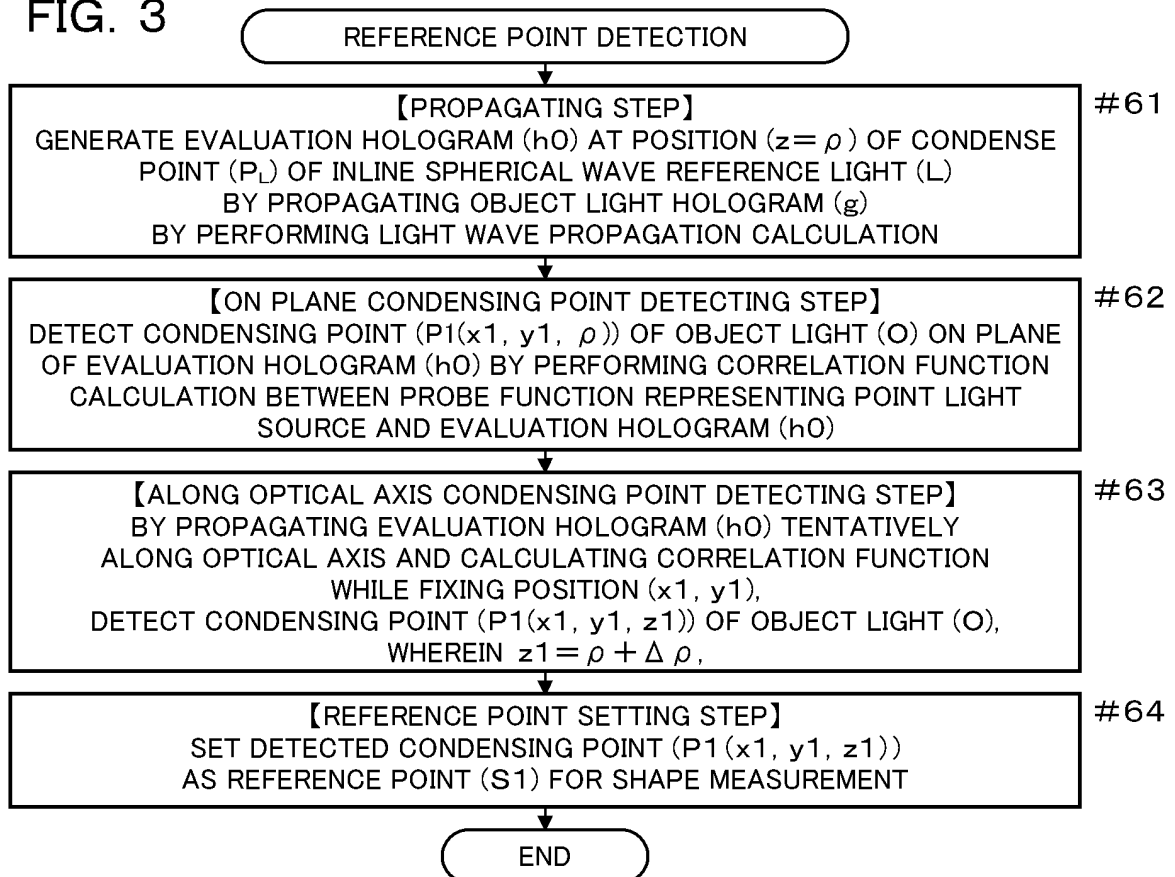 FIG. 3
REFERENCE POINT DETECTION
#61
【PROPAGATING STEP】
GENERATE EVALUATION HOLOGRAM (h0) AT POSITION (z=ρ) OF CONDENSE
POINT (P_L) OF INLINE SPHERICAL WAVE REFERENCE LIGHT (L)
BY PROPAGATING OBJECT LIGHT HOLOGRAM (g)
BY PERFORMING LIGHT WAVE PROPAGATION CALCULATION
#62
【ON PLANE CONDENSING POINT DETECTING STEP】
DETECT CONDENSING POINT (P1(x1, y1, ρ)) OF OBJECT LIGHT (O) ON PLANE
OF EVALUATION HOLOGRAM (h0) BY PERFORMING CORRELATION FUNCTION
CALCULATION BETWEEN PROBE FUNCTION REPRESENTING POINT LIGHT
SOURCE AND EVALUATION HOLOGRAM (h0)
#63
【ALONG OPTICAL AXIS CONDENSING POINT DETECTING STEP】
BY PROPAGATING EVALUATION HOLOGRAM (h0) TENTATIVELY
ALONG OPTICAL AXIS AND CALCULATING CORRELATION FUNCTION
WHILE FIXING POSITION (x1, y1),
DETECT CONDENSING POINT (P1(x1, y1, z1)) OF OBJECT LIGHT (O),
WHEREIN z1=ρ+Δρ,
#64
【REFERENCE POINT SETTING STEP】
SET DETECTED CONDENSING POINT (P1(x1, y1, z1))
AS REFERENCE POINT (S1) FOR SHAPE MEASUREMENT
END